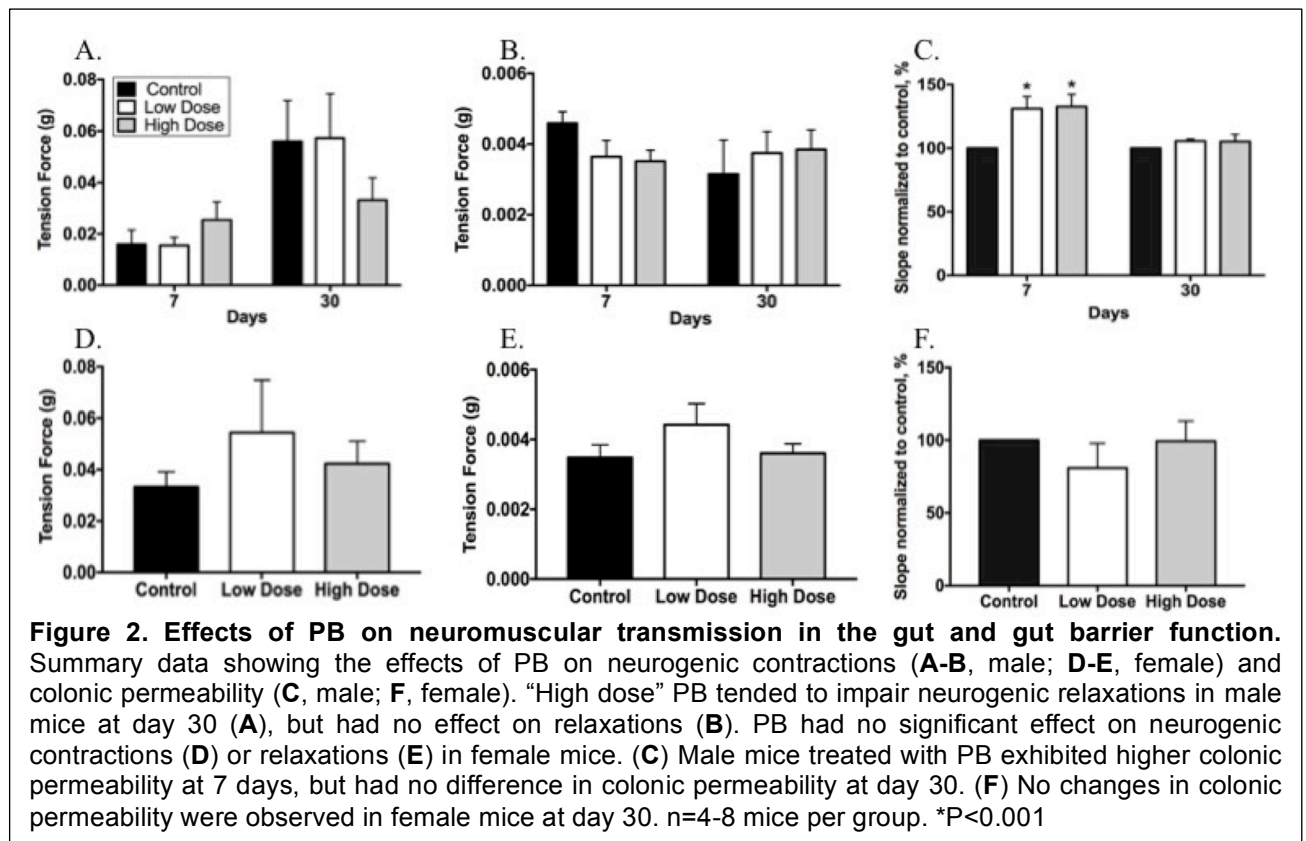 A.
0.08
0.06
0.04
0.02
0.00
Tension Force (g)
Control
Low Dose
High Dose
7
30
Days
B.
0.006
0.004
0.002
0.000
Tension Force (g)
7
30
Days
C.
150
100
50
0
Slope normalized to control, %
*
*
7
30
Days
D.
0.08
0.06
0.04
0.02
0.00
Tension Force (g)
Control
Low Dose
High Dose
E.
0.006
0.004
0.002
0.000
Tension Force (g)
Control
Low Dose
High Dose
F.
150
100
50
0
Slope normalized to control, %
Control
Low Dose
High Dose
Figure 2. Effects of PB on neuromuscular transmission in the gut and gut barrier function.
Summary data showing the effects of PB on neurogenic contractions (A-B, male; D-E, female) and
colonic permeability (C, male; F, female). “High dose” PB tended to impair neurogenic relaxations in male
mice at day 30 (A), but had no effect on relaxations (B). PB had no significant effect on neurogenic
contractions (D) or relaxations (E) in female mice. (C) Male mice treated with PB exhibited higher colonic
permeability at 7 days, but had no difference in colonic permeability at day 30. (F) No changes in colonic
permeability were observed in female mice at day 30. n=4-8 mice per group. *P<0.001